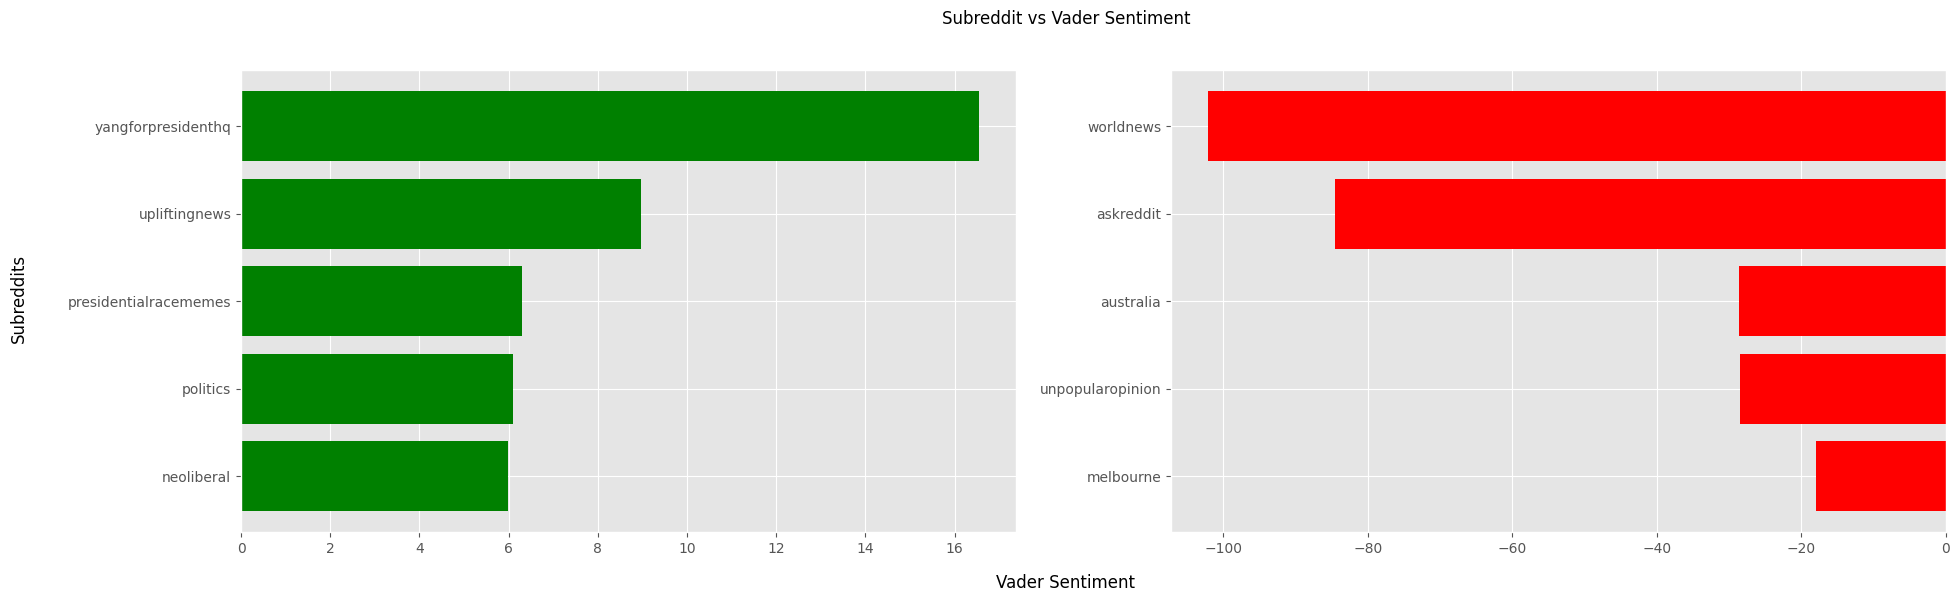 Subreddit vs Vader Sentiment
Subreddits
yangforpresidenthq
upliftingnews
presidentialracememes
politics
neoliberal
0 2 4 6 8 10 12 14 16
worldnews
askreddit
australia
unpopularopinion
melbourne
−100 −80 −60 −40 −20 0
Vader Sentiment